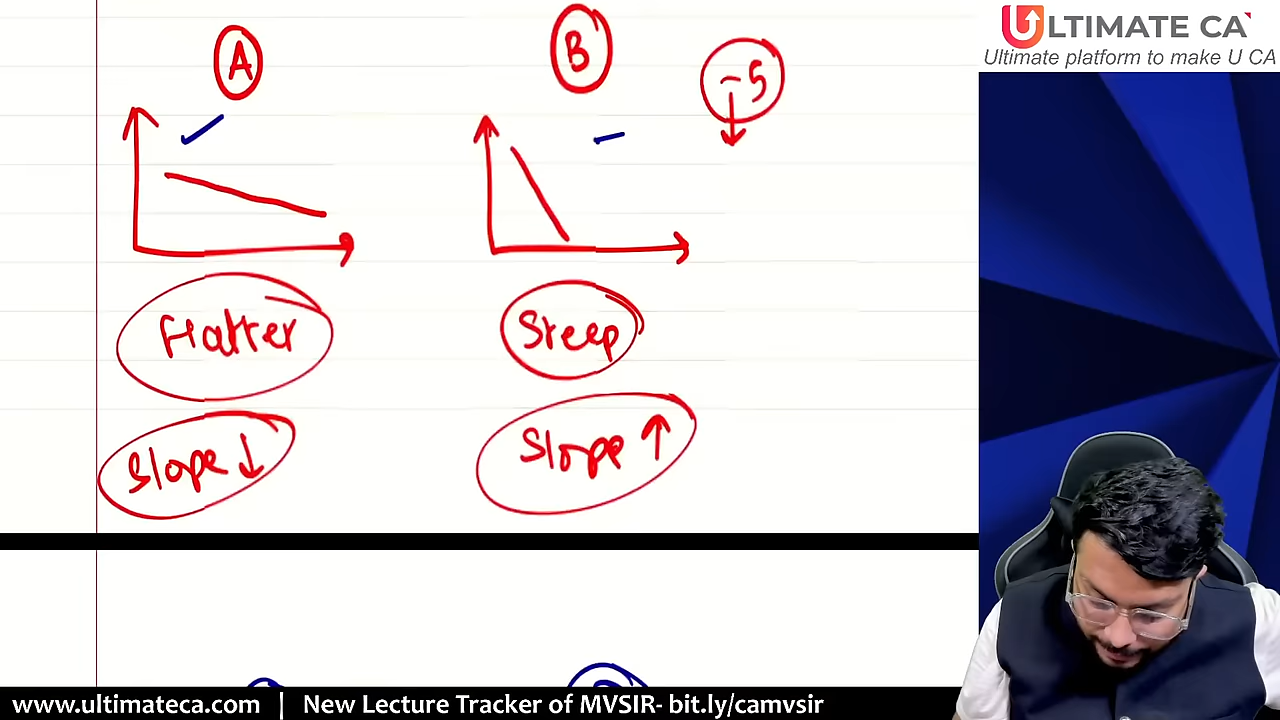 ULTIMATE CA
Ultimate platform to make U CA
A
B
-5
Flatter
Steep
Slope ↓
Slope ↑
www.ultimateca.com | New Lecture Tracker of MVSIR- bit.ly/camvsir